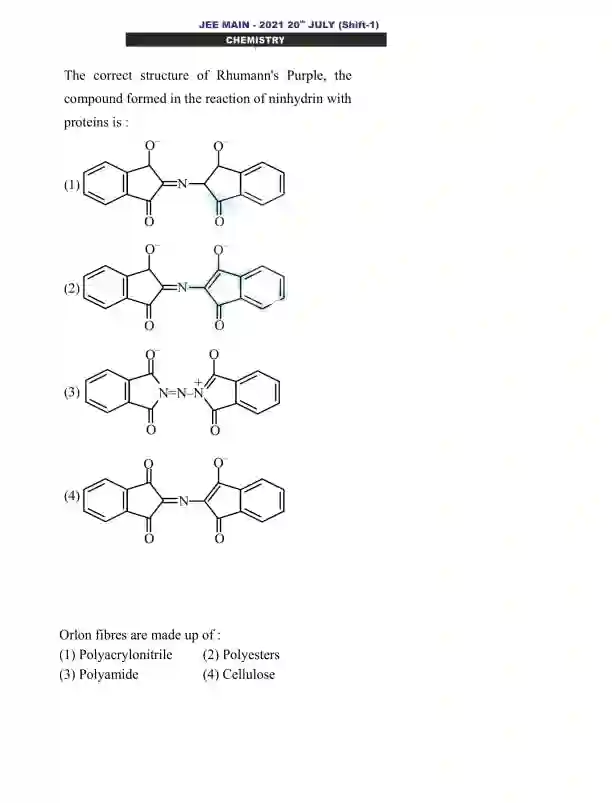 JEE MAIN - 2021 20th JULY (Shift-1)
CHEMISTRY
The correct structure of Rhumann's Purple, the
compound formed in the reaction of ninhydrin with
proteins is :
O⁻ O⁻
(1) N
O O
O⁻ O⁻
(2) N
O O
O⁻ O
(3) N=N–N +
O O
O O⁻
(4) N
O O
Orlon fibres are made up of :
(1) Polyacrylonitrile (2) Polyesters
(3) Polyamide (4) Cellulose